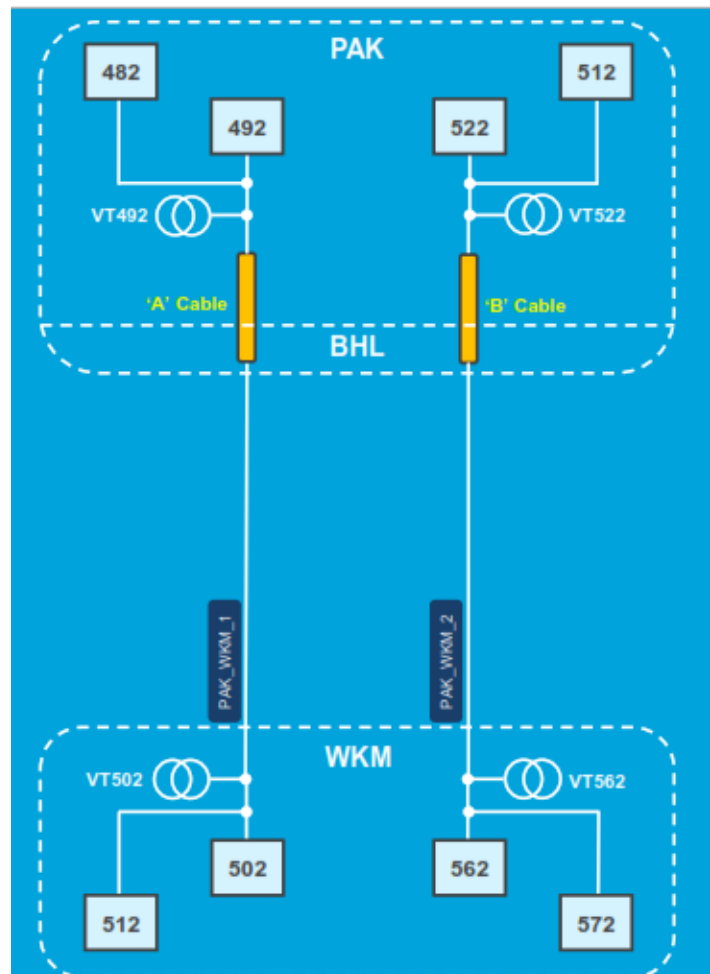 PAK
482
512
492
522
VT492
VT522
'A' Cable
'B' Cable
BHL
PAK_WKM_1
PAK_WKM_2
WKM
VT502
VT562
502
562
512
572